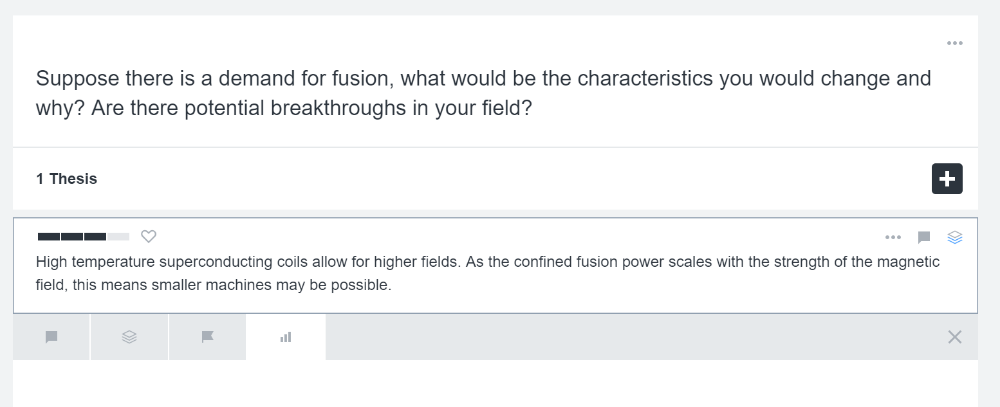 Suppose there is a demand for fusion, what would be the characteristics you would change and
why? Are there potential breakthroughs in your field?
1 Thesis
High temperature superconducting coils allow for higher fields. As the confined fusion power scales with the strength of the magnetic
field, this means smaller machines may be possible.